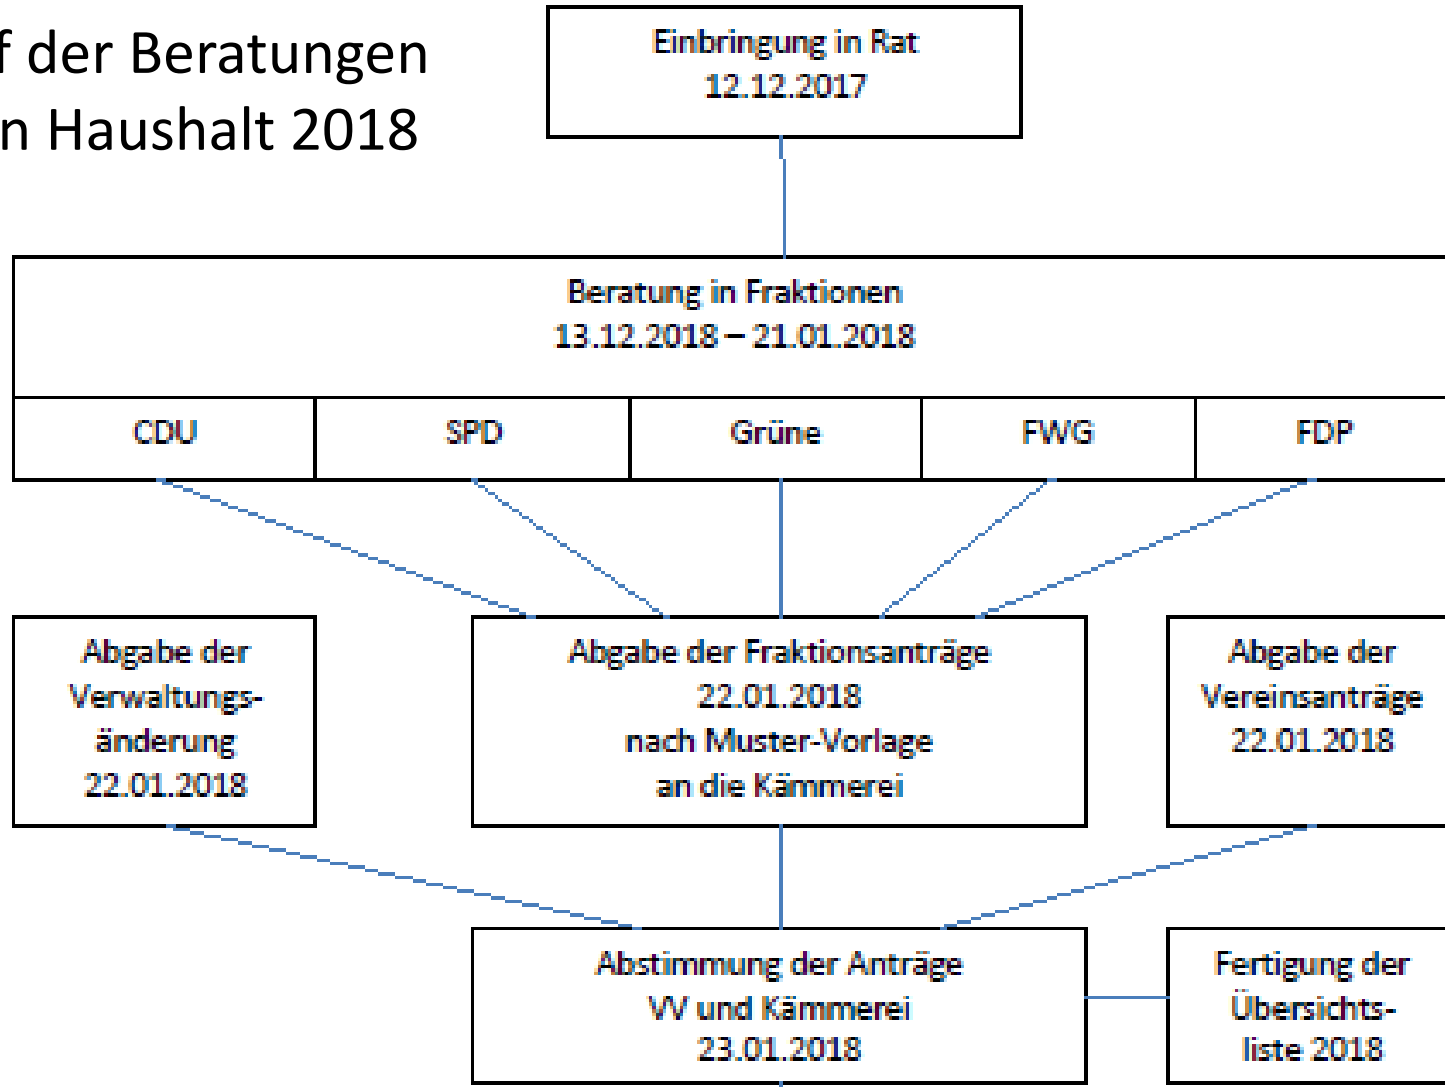 f der Beratungen
n Haushalt 2018
Einbringung in Rat
12.12.2017
Beratung in Fraktionen
13.12.2018 – 21.01.2018
CDU
SPD
Grüne
FWG
FDP
Abgabe der
Verwaltungs-
änderung
22.01.2018
Abgabe der Fraktionsanträge
22.01.2018
nach Muster-Vorlage
an die Kämmerei
Abgabe der
Vereinsanträge
22.01.2018
Abstimmung der Anträge
VV und Kämmerei
23.01.2018
Fertigung der
Übersichts-
liste 2018